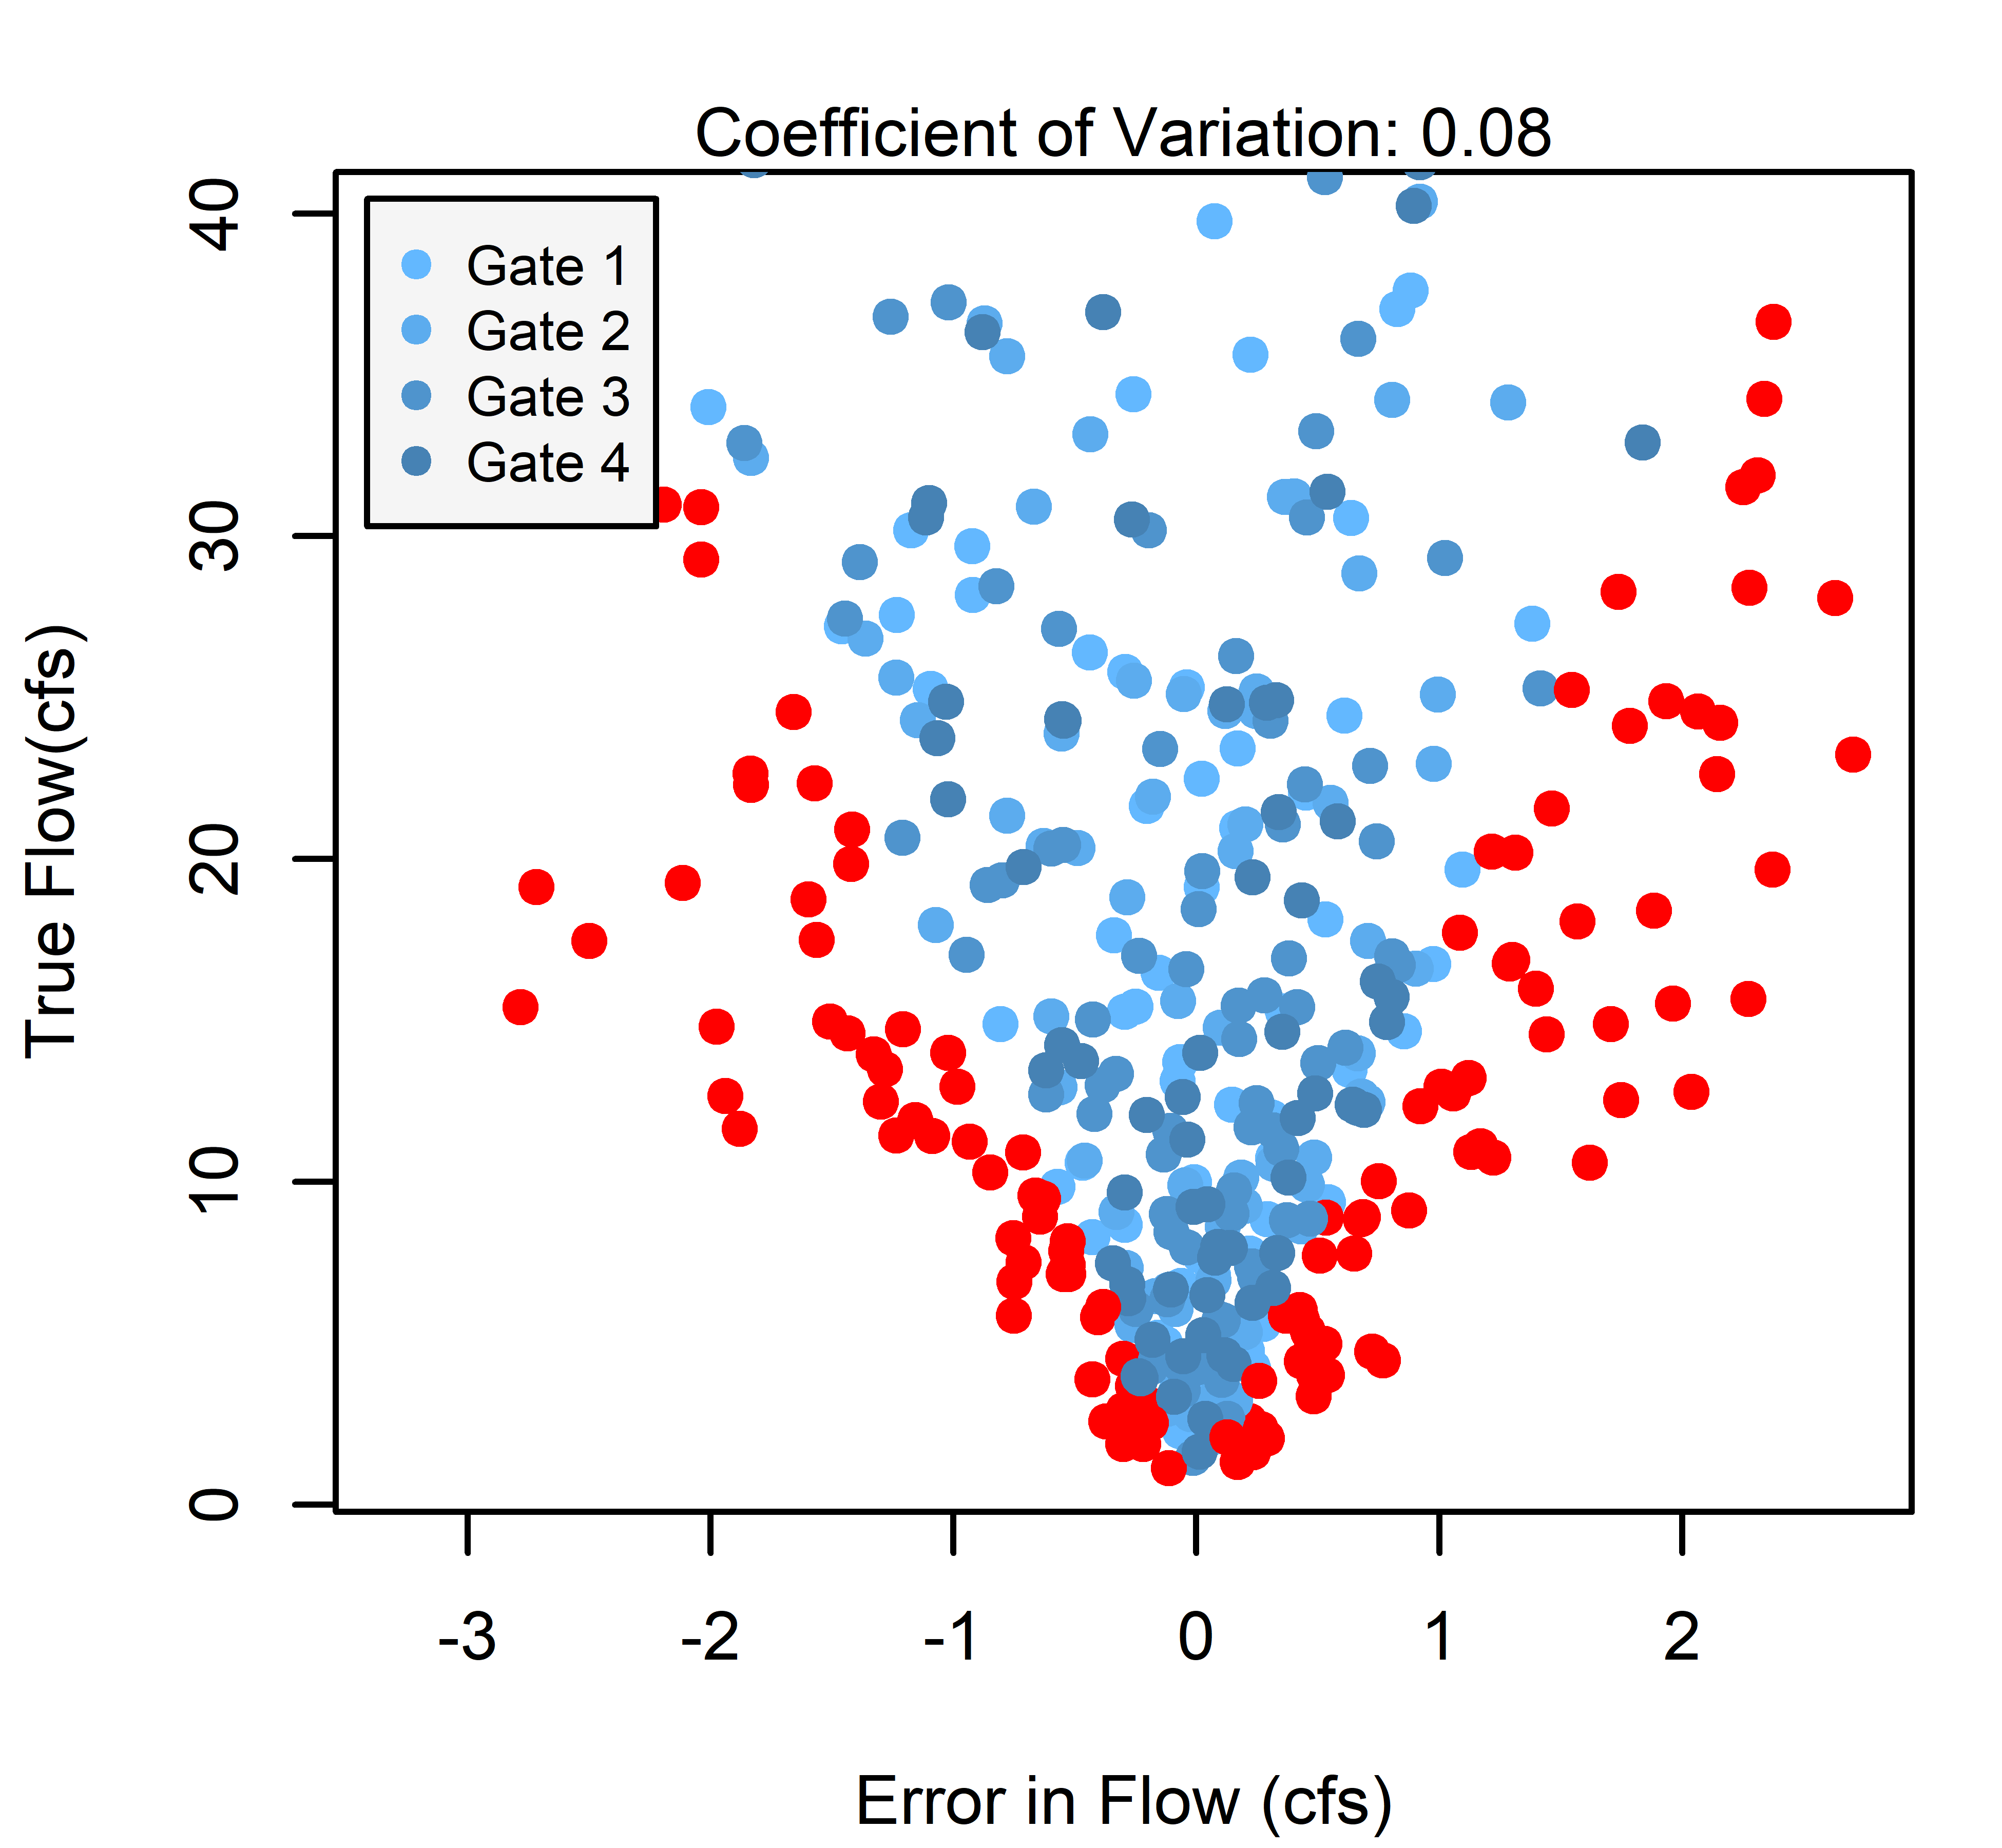 Coefficient of Variation: 0.08
Gate 1
Gate 2
Gate 3
Gate 4
True Flow(cfs)
40
30
20
10
0
-3 -2 -1 0 1 2
Error in Flow (cfs)